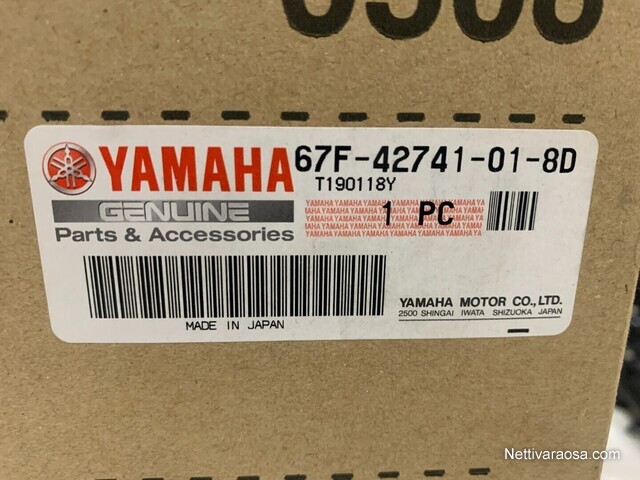 YAMAHA 67F-42741-01-8D
T190118Y
GENUINE 1 PC
Parts & Accessories
MADE IN JAPAN
YAMAHA MOTOR CO., LTD.
2500 SHINGAI IWATA SHIZUOKA JAPAN
Nettivaraosa.com